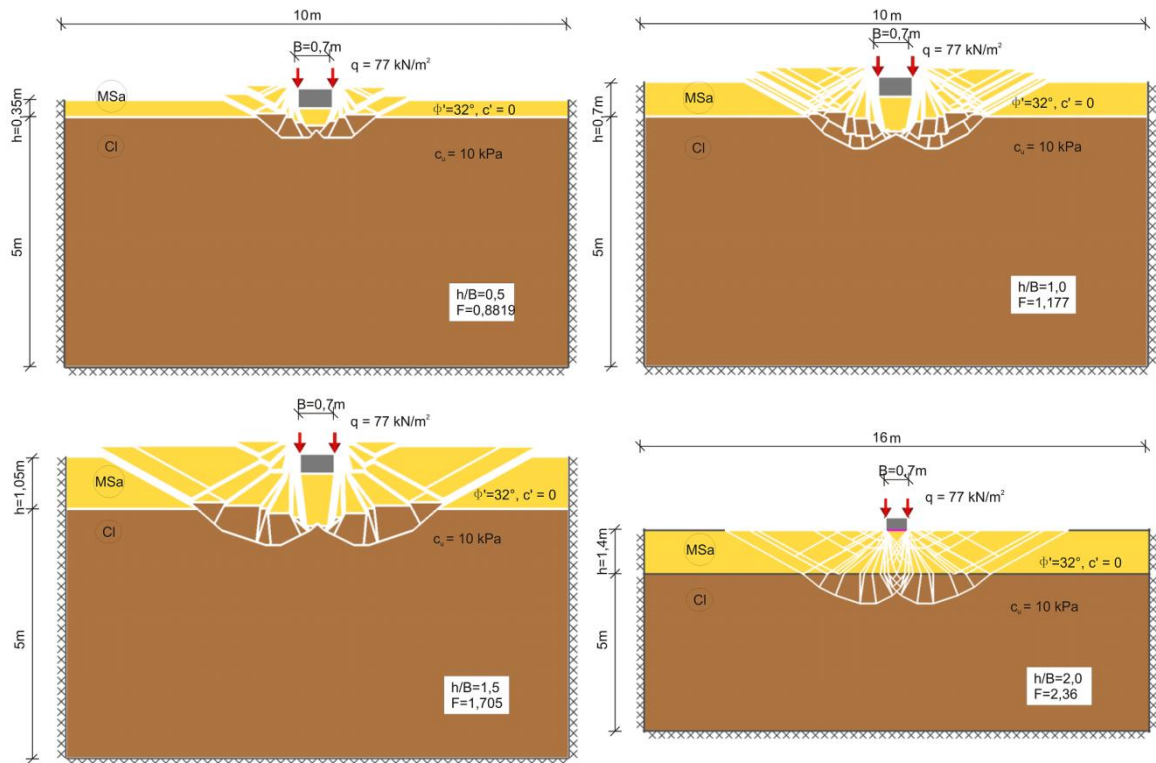 10m
B=0,7m
q = 77 kN/m²
h=0,35m
MSa
ϕ'=32°, c' = 0
Cl
cᵤ = 10 kPa
5m
h/B=0,5
F=0,8819
10m
B=0,7m
q = 77 kN/m²
h=0,7m
MSa
ϕ'=32°, c' = 0
Cl
cᵤ = 10 kPa
5m
h/B=1,0
F=1,177
B=0,7m
q = 77 kN/m²
h=1,05m
MSa
ϕ'=32°, c' = 0
Cl
cᵤ = 10 kPa
5m
h/B=1,5
F=1,705
16m
B=0,7m
q = 77 kN/m²
h=1,4m
MSa
ϕ'=32°, c' = 0
Cl
cᵤ = 10 kPa
5m
h/B=2,0
F=2,36